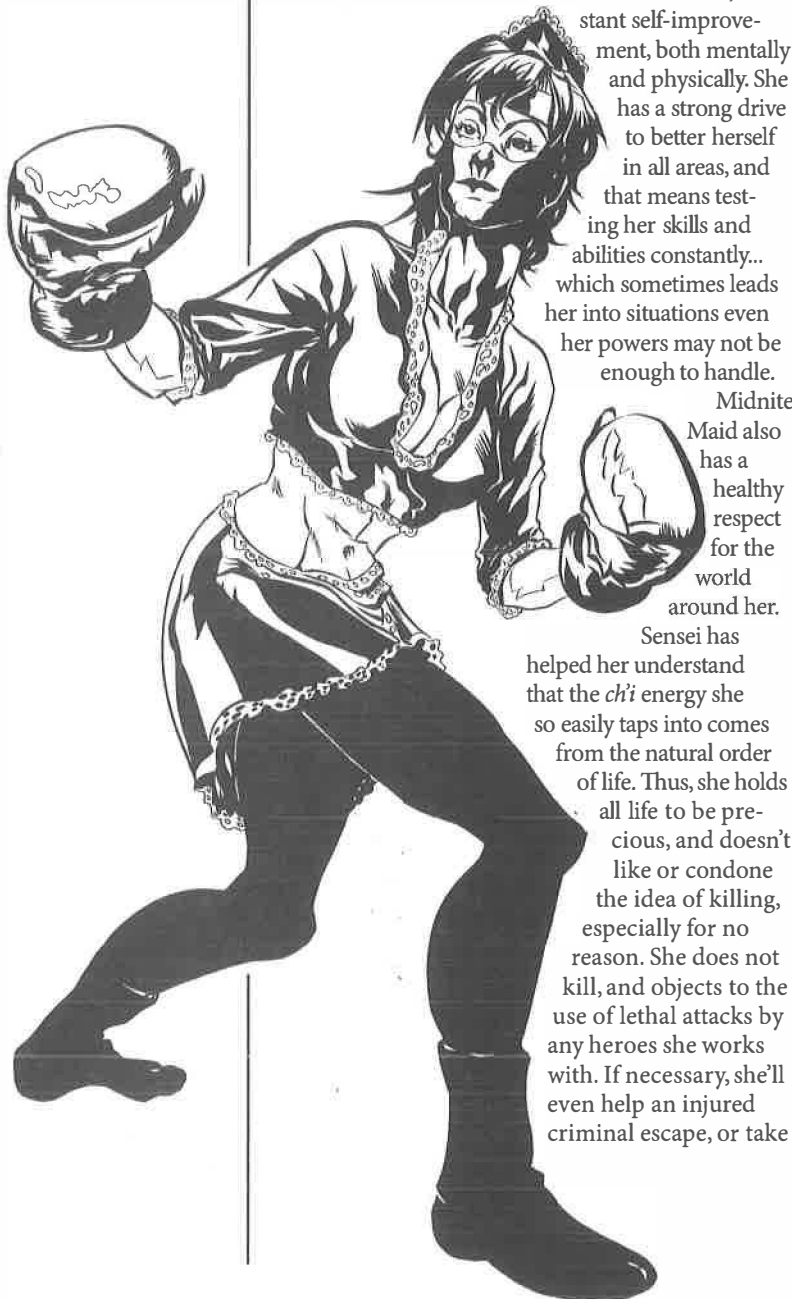 stant self-improve-
ment, both mentally
and physically. She
has a strong drive
to better herself
in all areas, and
that means test-
ing her skills and
abilities constantly...
which sometimes leads
her into situations even
her powers may not be
enough to handle.
Midnite
Maid also
has a
healthy
respect
for the
world
around her.
Sensei has
helped her understand
that the ch'i energy she
so easily taps into comes
from the natural order
of life. Thus, she holds
all life to be pre-
cious, and doesn't
like or condone
the idea of killing,
especially for no
reason. She does not
kill, and objects to the
use of lethal attacks by
any heroes she works
with. If necessary, she'll
even help an injured
criminal escape, or take